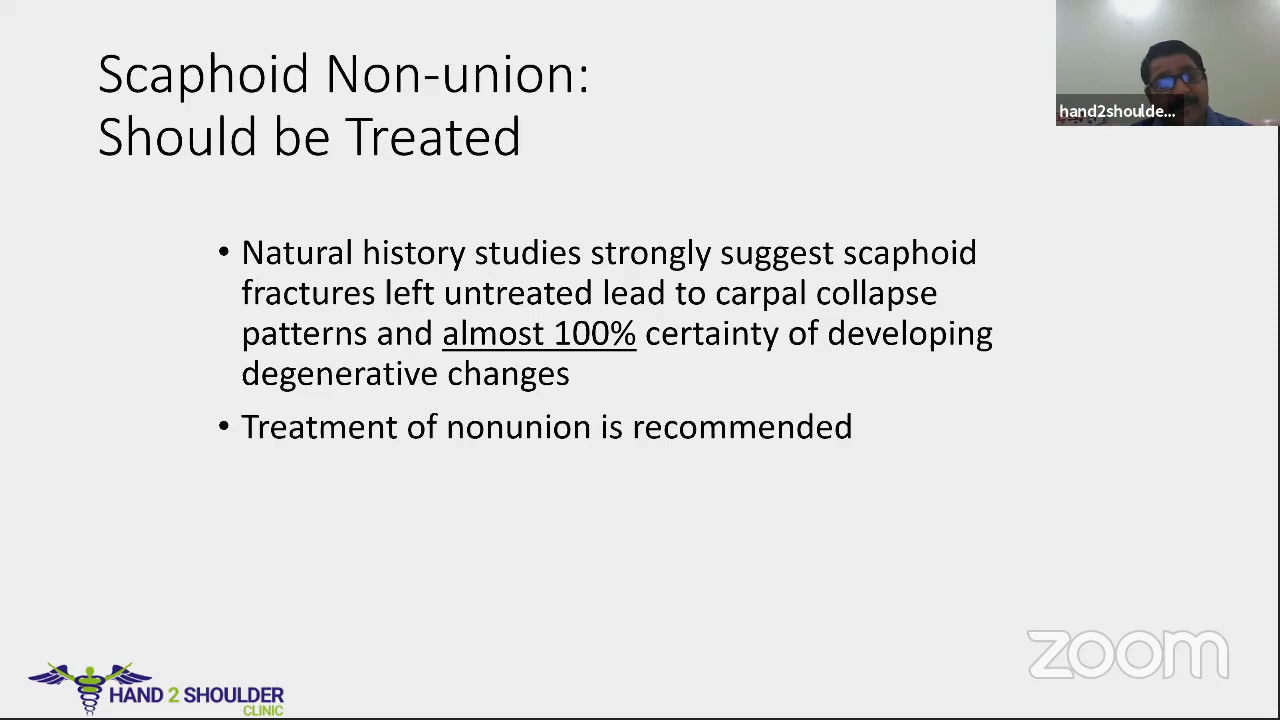 Scaphoid Non-union:
Should be Treated
hand2shoulde...
• Natural history studies strongly suggest scaphoid
fractures left untreated lead to carpal collapse
patterns and almost 100% certainty of developing
degenerative changes
• Treatment of nonunion is recommended
zoom
HAND 2 SHOULDER
CLINIC